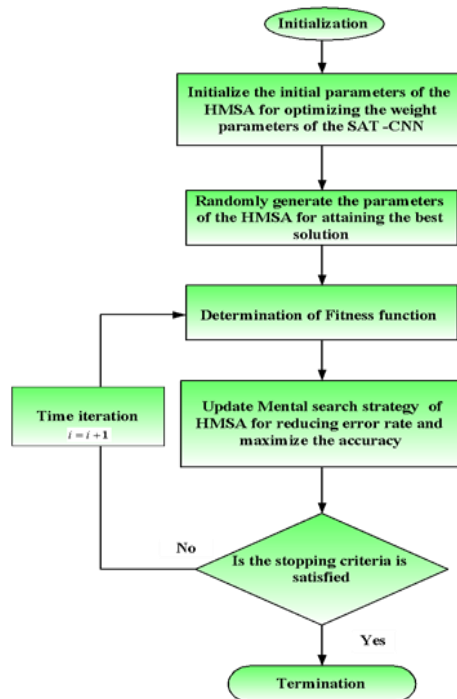 Initialization
Initialize the initial parameters of the
HMSA for optimizing the weight
parameters of the SAT -CNN
Randomly generate the parameters
of the HMSA for attaining the best
solution
Determination of Fitness function
Time iteration
i = i + 1
Update Mental search strategy of
HMSA for reducing error rate and
maximize the accuracy
No
Is the stopping criteria is
satisfied
Yes
Termination